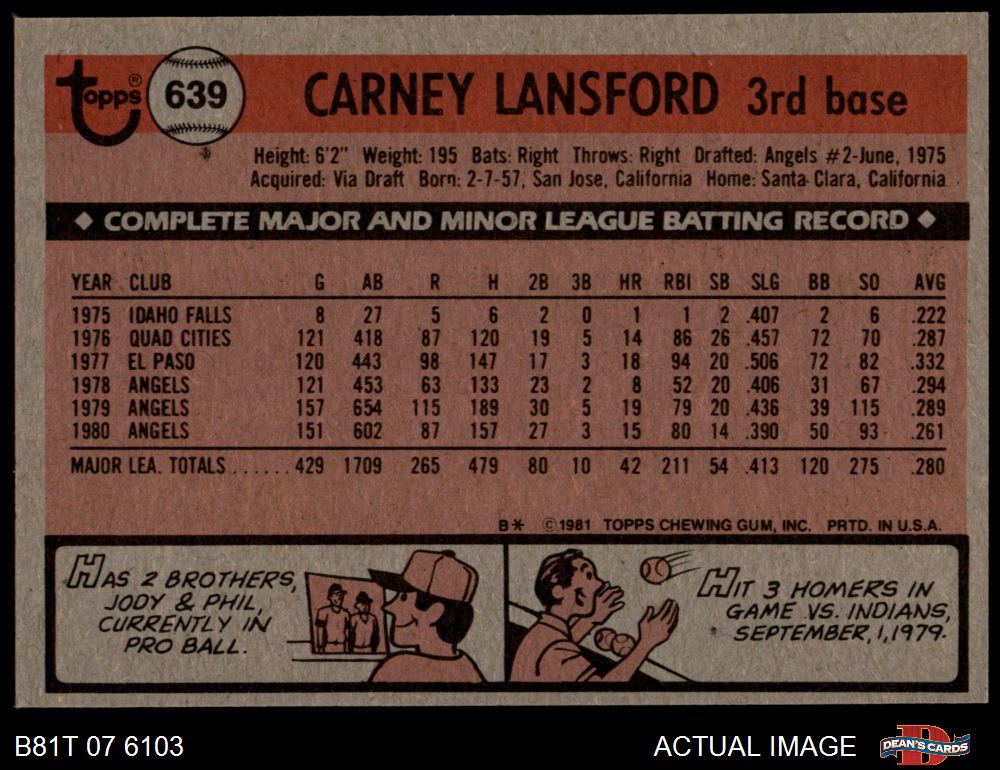 topps®
639
CARNEY LANSFORD 3rd base
Height: 6'2" Weight: 195 Bats: Right Throws: Right Drafted: Angels #2-June, 1975
Acquired: Via Draft Born: 2-7-57, San Jose, California Home: Santa Clara, California
◆ COMPLETE MAJOR AND MINOR LEAGUE BATTING RECORD ◆
YEAR CLUB G AB R H 2B 3B HR RBI SB SLG BB SO AVG
1975 IDAHO FALLS 8 27 5 6 2 0 1 1 2 .407 2 6 .222
1976 QUAD CITIES 121 418 87 120 19 5 14 86 26 .457 72 70 .287
1977 EL PASO 120 443 98 147 17 3 18 94 20 .506 72 82 .332
1978 ANGELS 121 453 63 133 23 2 8 52 20 .406 31 67 .294
1979 ANGELS 157 654 115 189 30 5 19 79 20 .436 39 115 .289
1980 ANGELS 151 602 87 157 27 3 15 80 14 .390 50 93 .261
MAJOR LEA. TOTALS ...... 429 1709 265 479 80 10 42 211 54 .413 120 275 .280
B* ©1981 TOPPS CHEWING GUM, INC. PRTD. IN U.S.A.
HAS 2 BROTHERS,
JODY & PHIL,
CURRENTLY IN
PRO BALL.
HIT 3 HOMERS IN
GAME VS. INDIANS,
SEPTEMBER, 1, 1979.
B81T 07 6103
ACTUAL IMAGE
D
DEAN'S CARDS